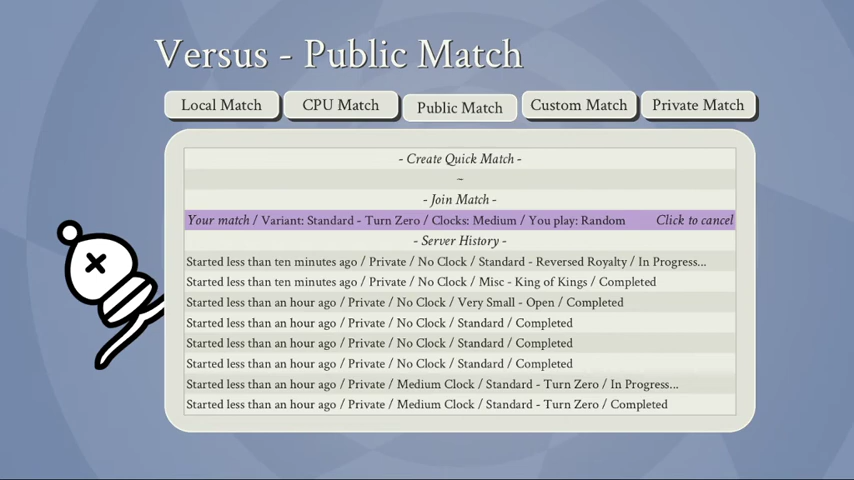 Versus - Public Match
Local Match
CPU Match
Public Match
Custom Match
Private Match
- Create Quick Match -
~
- Join Match -
Your match / Variant: Standard - Turn Zero / Clocks: Medium / You play: Random Click to cancel
- Server History -
Started less than ten minutes ago / Private / No Clock / Standard - Reversed Royalty / In Progress...
Started less than ten minutes ago / Private / No Clock / Misc - King of Kings / Completed
Started less than an hour ago / Private / No Clock / Very Small - Open / Completed
Started less than an hour ago / Private / No Clock / Standard / Completed
Started less than an hour ago / Private / No Clock / Standard / Completed
Started less than an hour ago / Private / No Clock / Standard / Completed
Started less than an hour ago / Private / Medium Clock / Standard - Turn Zero / In Progress...
Started less than an hour ago / Private / Medium Clock / Standard - Turn Zero / Completed